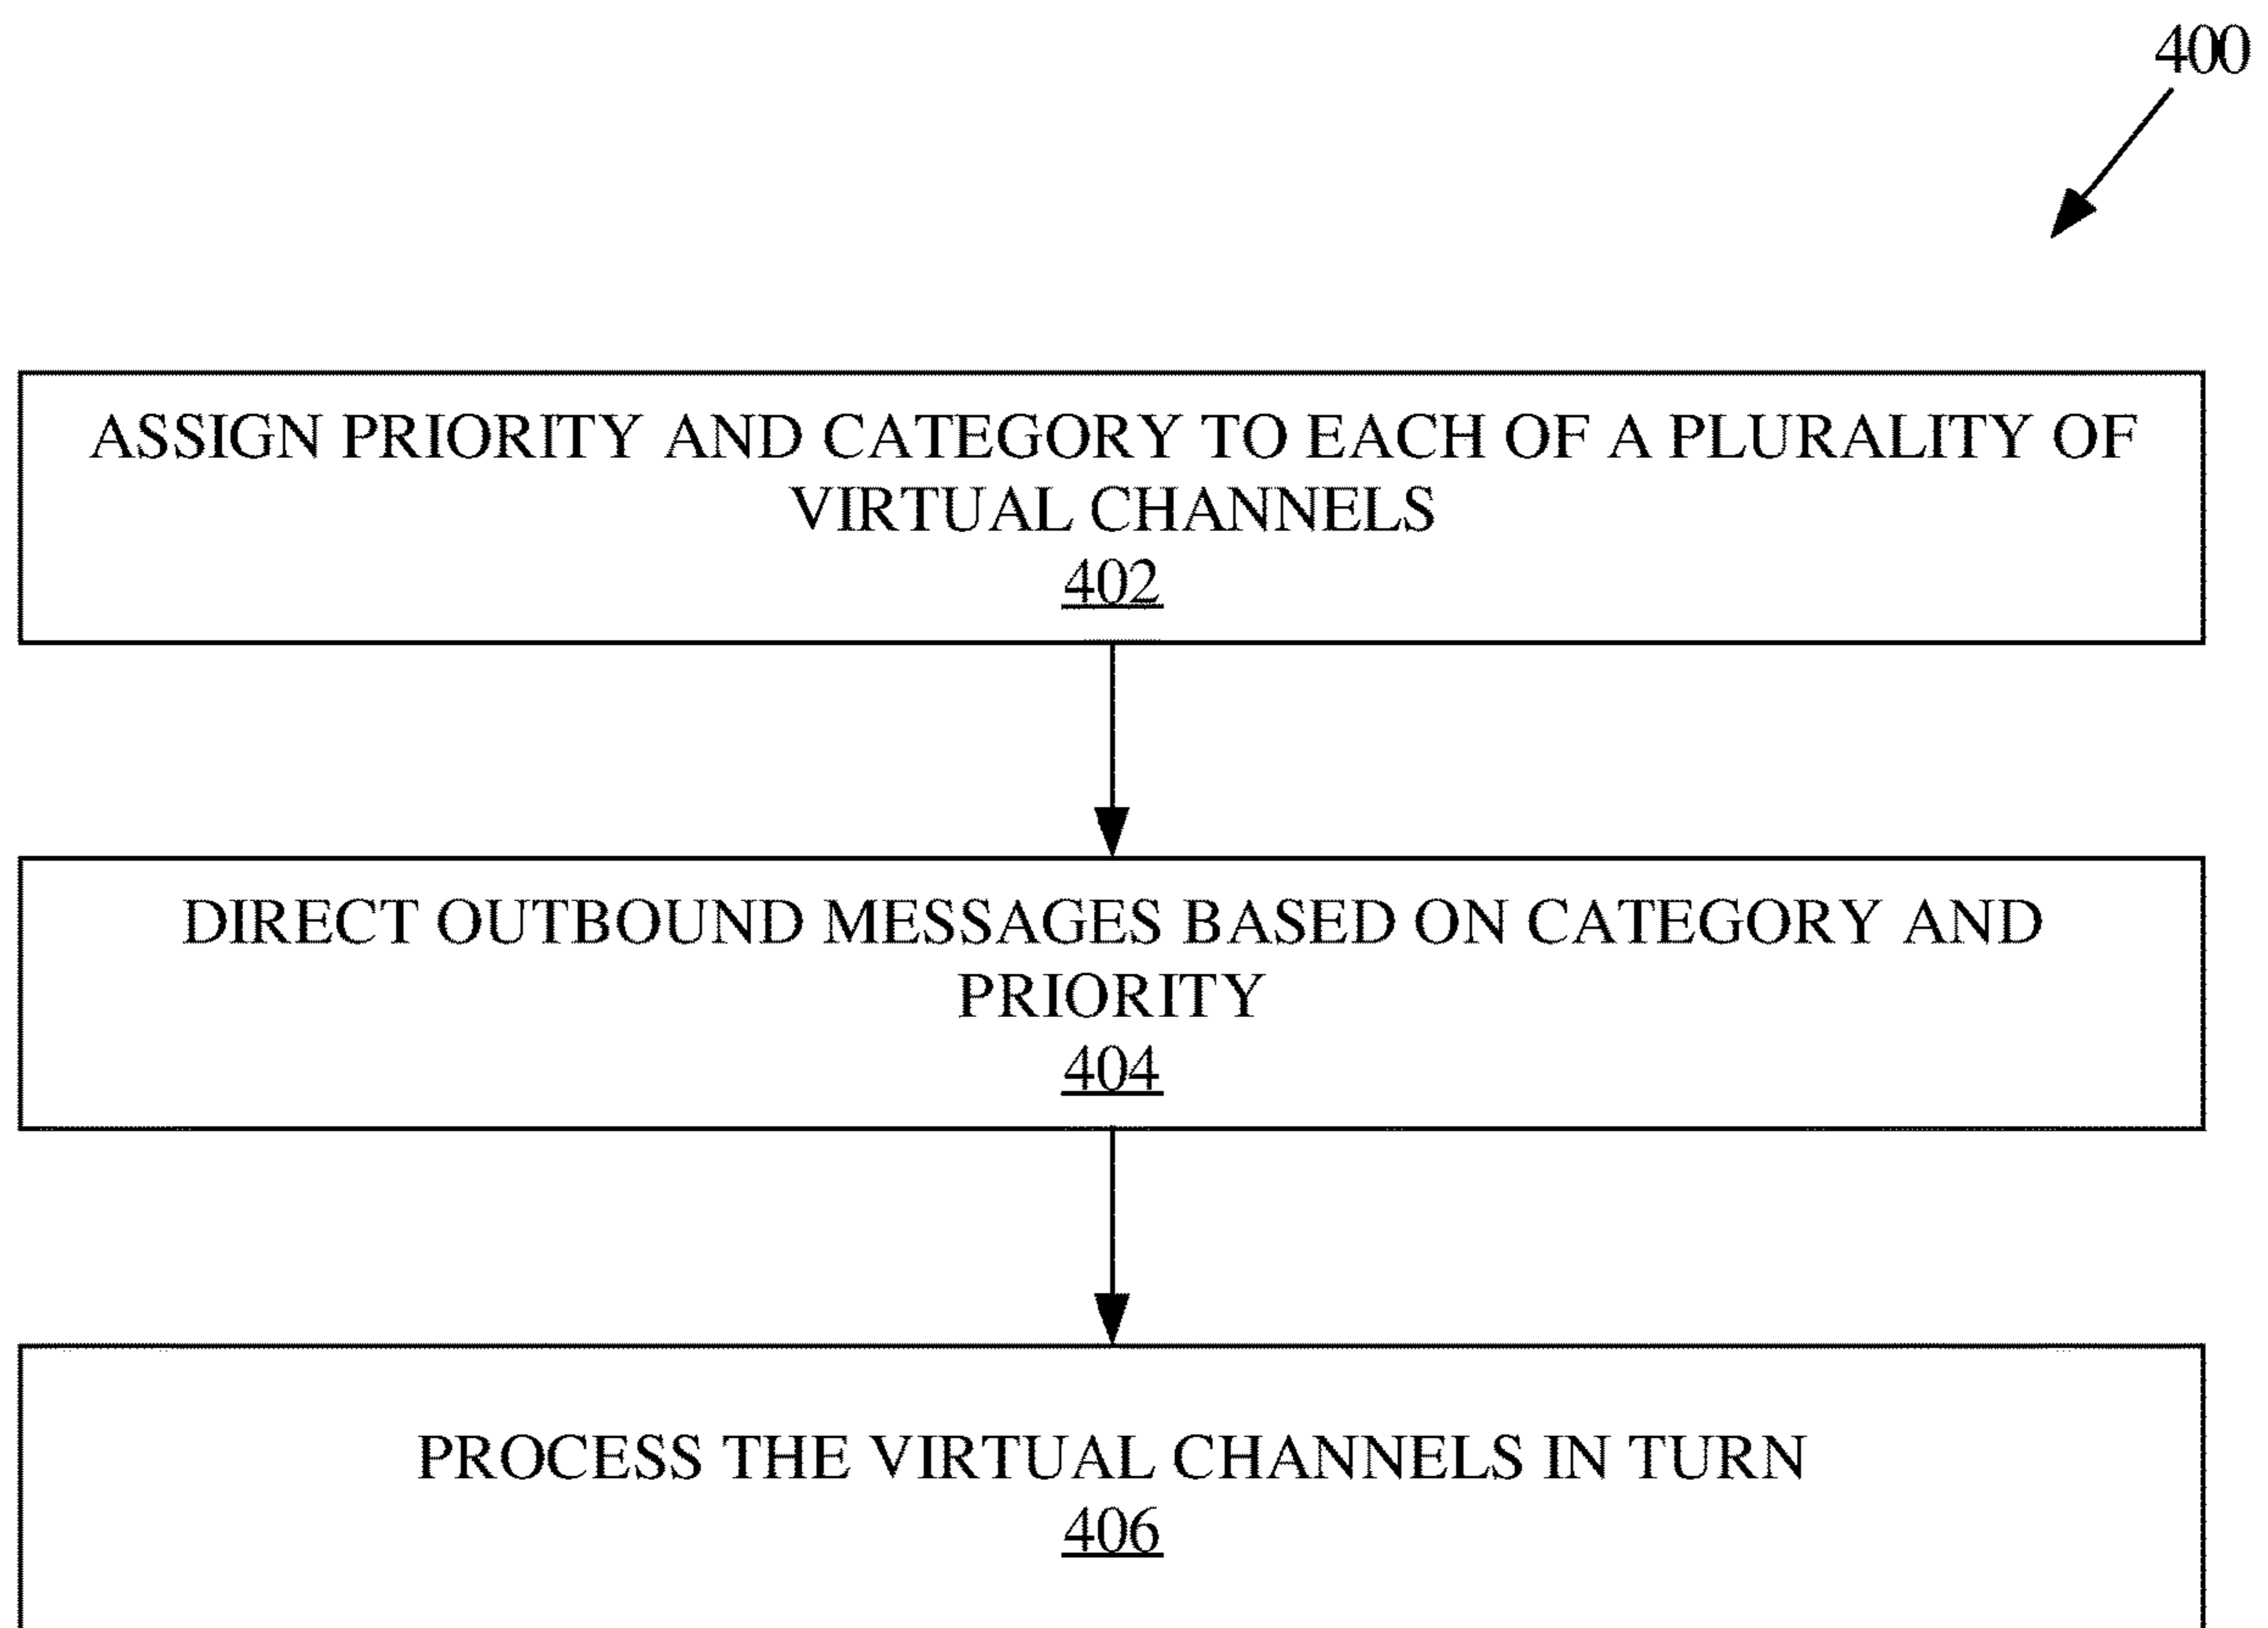 400
ASSIGN PRIORITY AND CATEGORY TO EACH OF A PLURALITY OF
VIRTUAL CHANNELS
402
DIRECT OUTBOUND MESSAGES BASED ON CATEGORY AND
PRIORITY
404
PROCESS THE VIRTUAL CHANNELS IN TURN
406